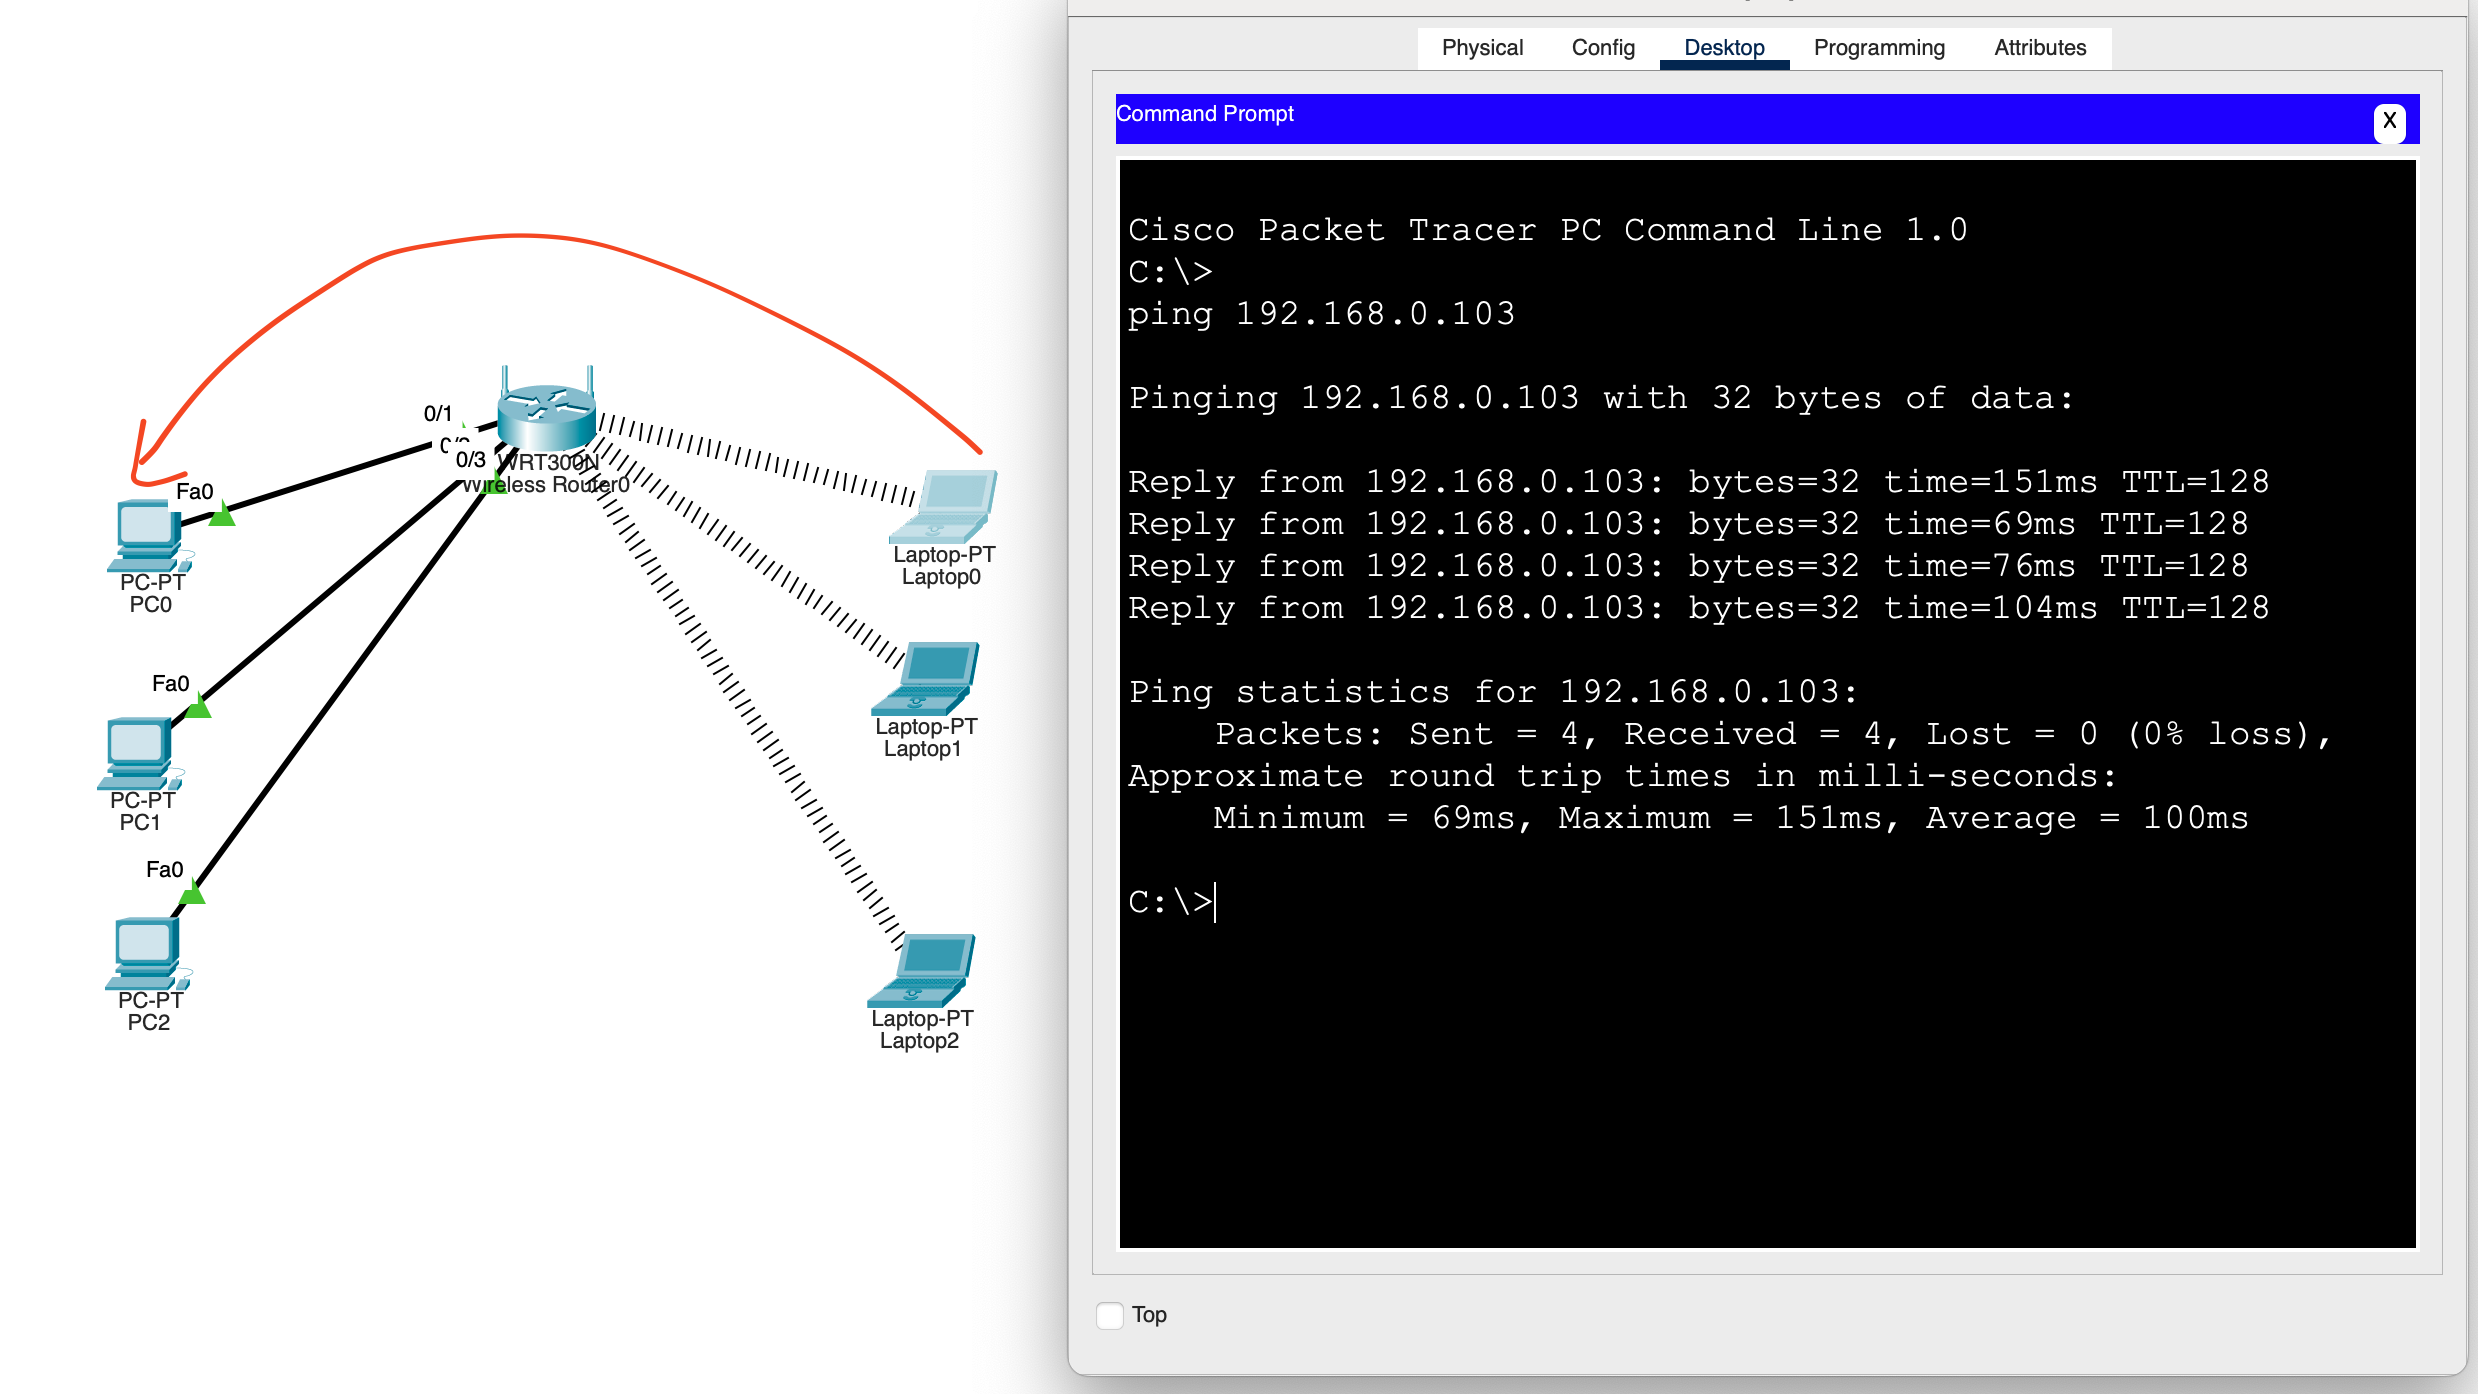 0/1
0/3
WRT300N
Wireless Router0
Fa0
PC-PT
PC0
Fa0
PC-PT
PC1
Fa0
PC-PT
PC2
Laptop-PT
Laptop0
Laptop-PT
Laptop1
Laptop-PT
Laptop2
Physical Config Desktop Programming Attributes
Command Prompt X
Cisco Packet Tracer PC Command Line 1.0
C:\>
ping 192.168.0.103
Pinging 192.168.0.103 with 32 bytes of data:
Reply from 192.168.0.103: bytes=32 time=151ms TTL=128
Reply from 192.168.0.103: bytes=32 time=69ms TTL=128
Reply from 192.168.0.103: bytes=32 time=76ms TTL=128
Reply from 192.168.0.103: bytes=32 time=104ms TTL=128
Ping statistics for 192.168.0.103:
Packets: Sent = 4, Received = 4, Lost = 0 (0% loss),
Approximate round trip times in milli-seconds:
Minimum = 69ms, Maximum = 151ms, Average = 100ms
C:\>
Top